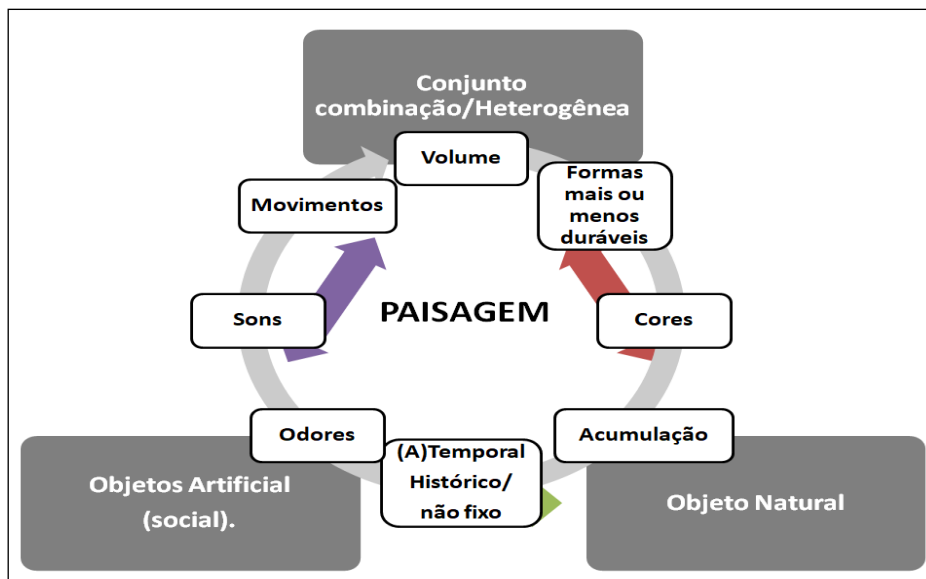 Conjunto
combinação/Heterogênea
Volume
Formas
mais ou
menos
duráveis
Movimentos
PAISAGEM
Sons
Cores
Odores
Acumulação
(A)Temporal
Histórico/
não fixo
Objetos Artificial
(social).
Objeto Natural